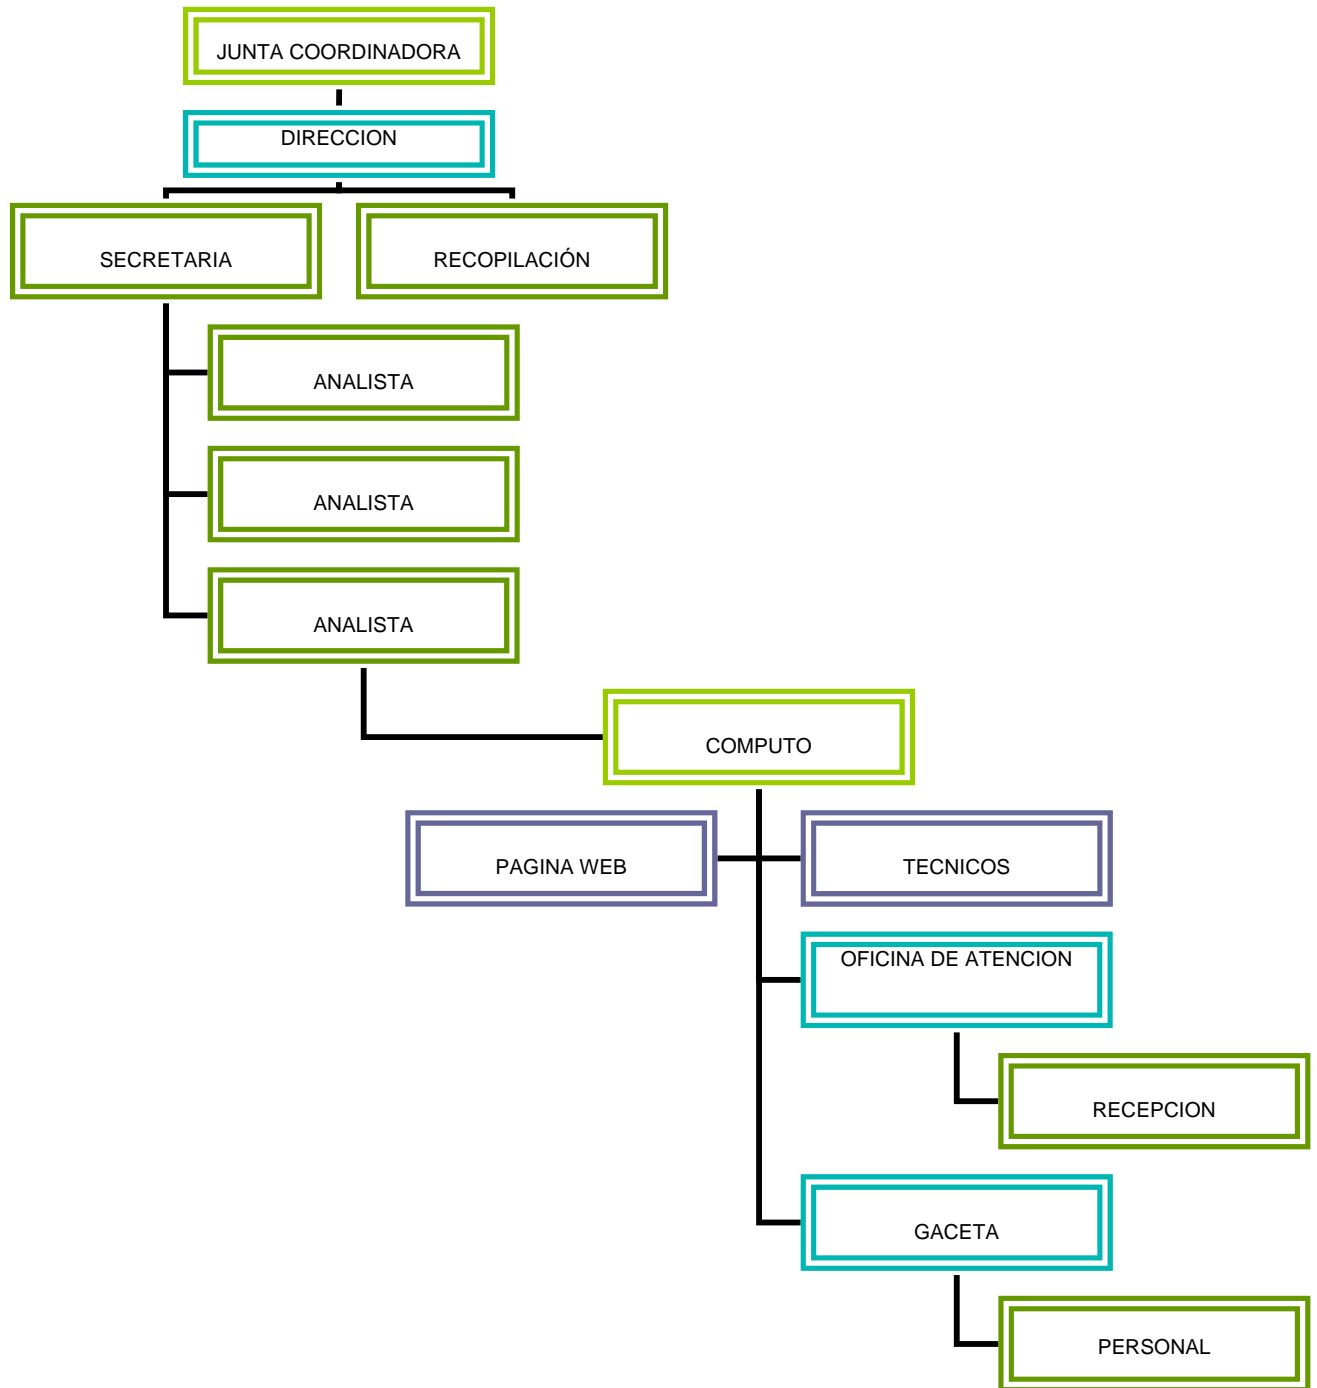 JUNTA COORDINADORA
DIRECCION
SECRETARIA
RECOPILACIÓN
ANALISTA
ANALISTA
ANALISTA
COMPUTO
PAGINA WEB
TECNICOS
OFICINA DE ATENCION
RECEPCION
GACETA
PERSONAL